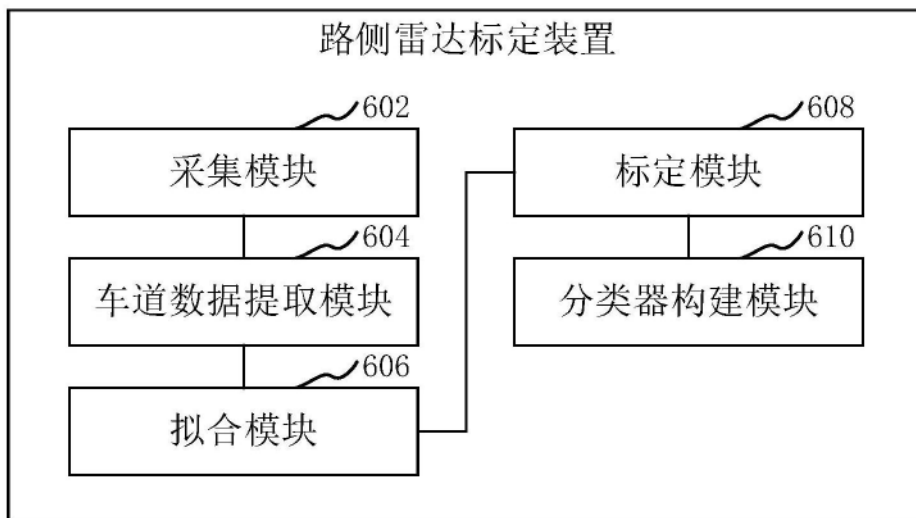 路侧雷达标定装置
602
采集模块
604
车道数据提取模块
606
拟合模块
608
标定模块
610
分类器构建模块